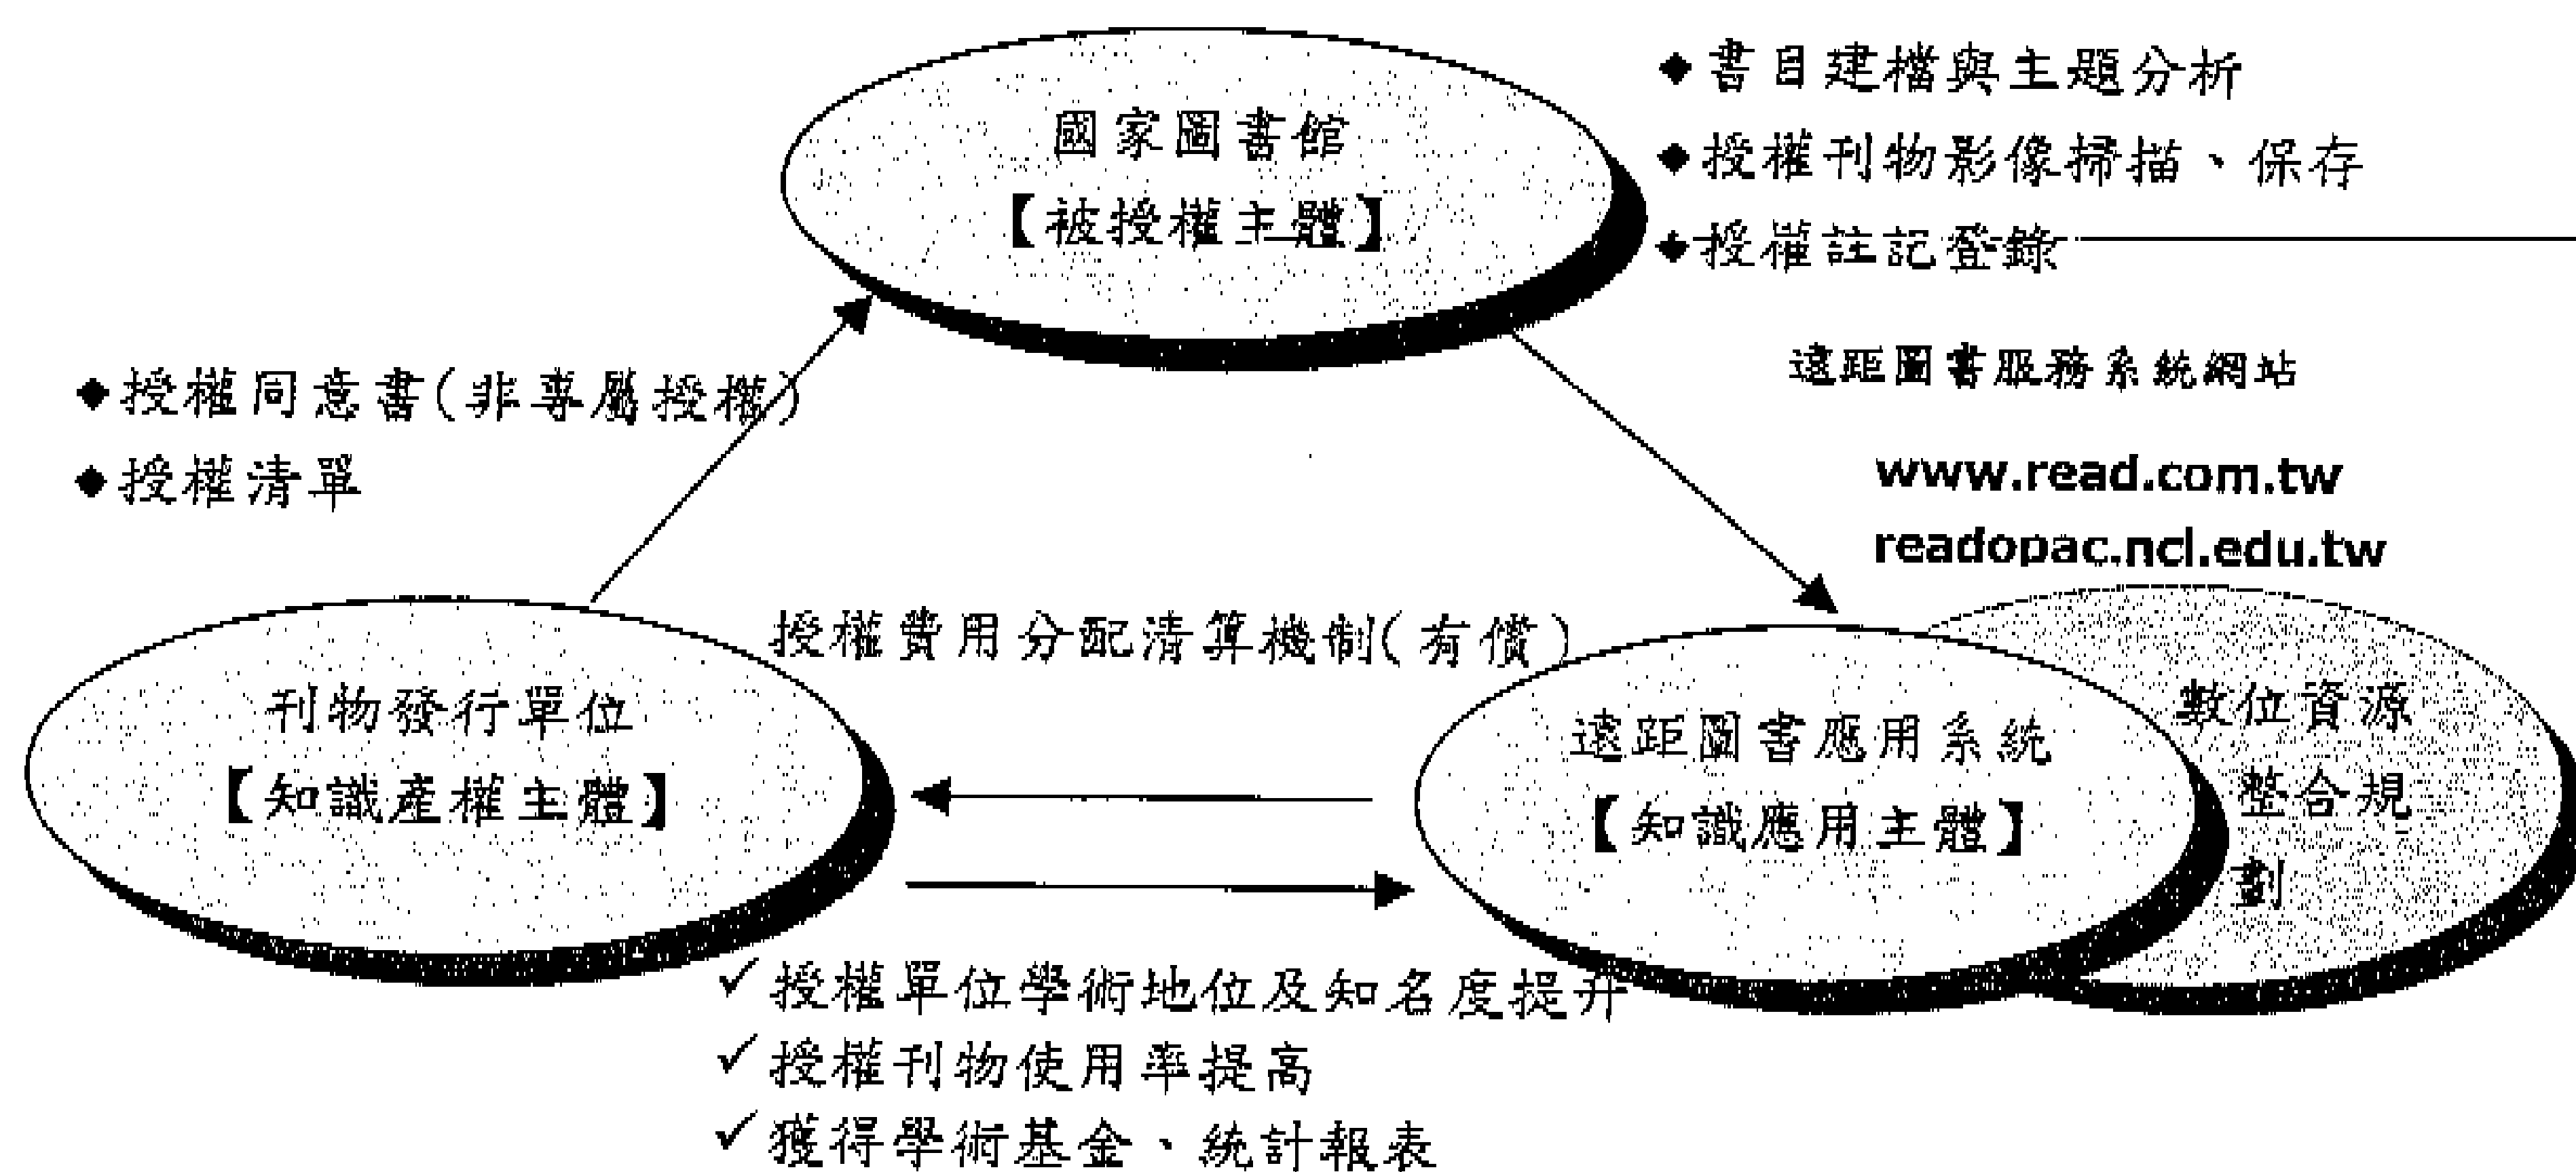 國家圖書館
【被授權主體】
◆書目建檔與主題分析
◆授權刊物影像掃描、保存
◆授權註記登錄
遠距圖書服務系統網站
www.read.com.tw
readopac.ncl.edu.tw
◆授權同意書(非專屬授權)
◆授權清單
授權費用分配清算機制(有償)
刊物發行單位
【知識產權主體】
遠距圖書應用系統
【知識應用主體】
數位資源
整合規
劃
✓授權單位學術地位及知名度提升
✓授權刊物使用率提高
✓獲得學術基金、統計報表